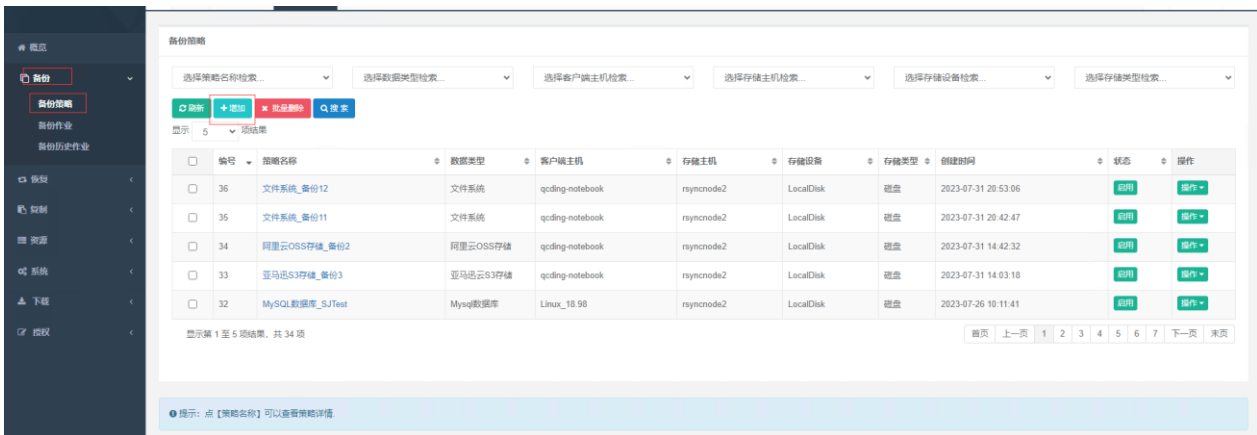 概览
备份
备份策略
备份作业
备份历史作业
恢复
复制
资源
系统
下载
授权
备份策略
选择策略名称检索... 选择数据类型检索... 选择客户端主机检索... 选择存储主机检索... 选择存储设备检索... 选择存储类型检索...
刷新 +增加 × 批量删除 搜索
显示 5 项结果
编号 策略名称 数据类型 客户端主机 存储主机 存储设备 存储类型 创建时间 状态 操作
36 文件系统_备份12 文件系统 qcding-notebook rsyncnode2 LocalDisk 磁盘 2023-07-31 20:53:06 启用 操作
35 文件系统_备份11 文件系统 qcding-notebook rsyncnode2 LocalDisk 磁盘 2023-07-31 20:42:47 启用 操作
34 阿里云OSS存储_备份2 阿里云OSS存储 qcding-notebook rsyncnode2 LocalDisk 磁盘 2023-07-31 14:42:32 启用 操作
33 亚马迅S3存储_备份3 亚马迅云S3存储 qcding-notebook rsyncnode2 LocalDisk 磁盘 2023-07-31 14:03:18 启用 操作
32 MySQL数据库_SJTest Mysql数据库 Linux_18.98 rsyncnode2 LocalDisk 磁盘 2023-07-26 10:11:41 启用 操作
显示第 1 至 5 项结果，共 34 项 首页 上一页 1 2 3 4 5 6 7 下一页 末页
提示：点【策略名称】可以查看策略详情